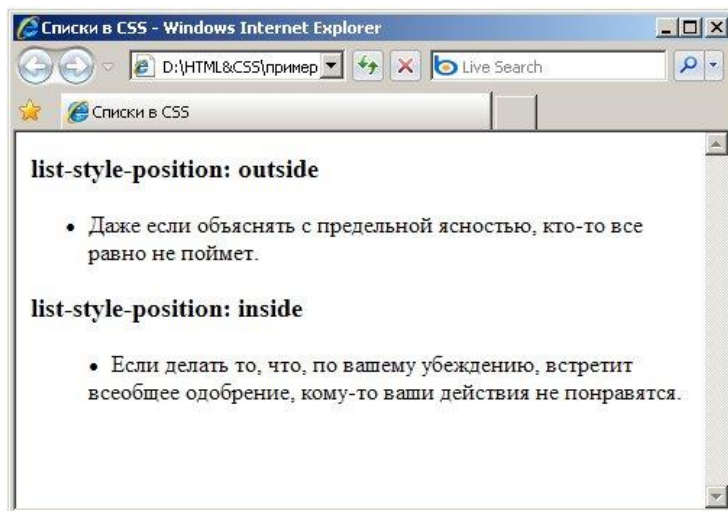 Списки в CSS - Windows Internet Explorer
D:\HTML&CSS\пример
Live Search
Списки в CSS
list-style-position: outside
• Даже если объяснять с предельной ясностью, кто-то все
равно не поймет.
list-style-position: inside
• Если делать то, что, по вашему убеждению, встретит
всеобщее одобрение, кому-то ваши действия не понравятся.